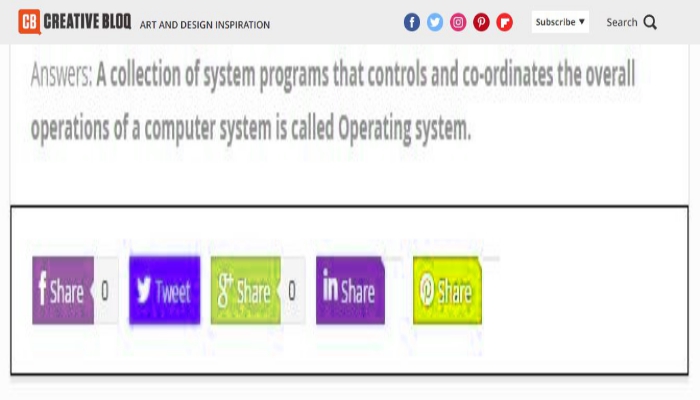 CB CREATIVE BLOQ ART AND DESIGN INSPIRATION Subscribe ▼ Search
Answers: A collection of system programs that controls and co-ordinates the overall
operations of a computer system is called Operating system.
f Share 0 Tweet g+ Share 0 in Share Share